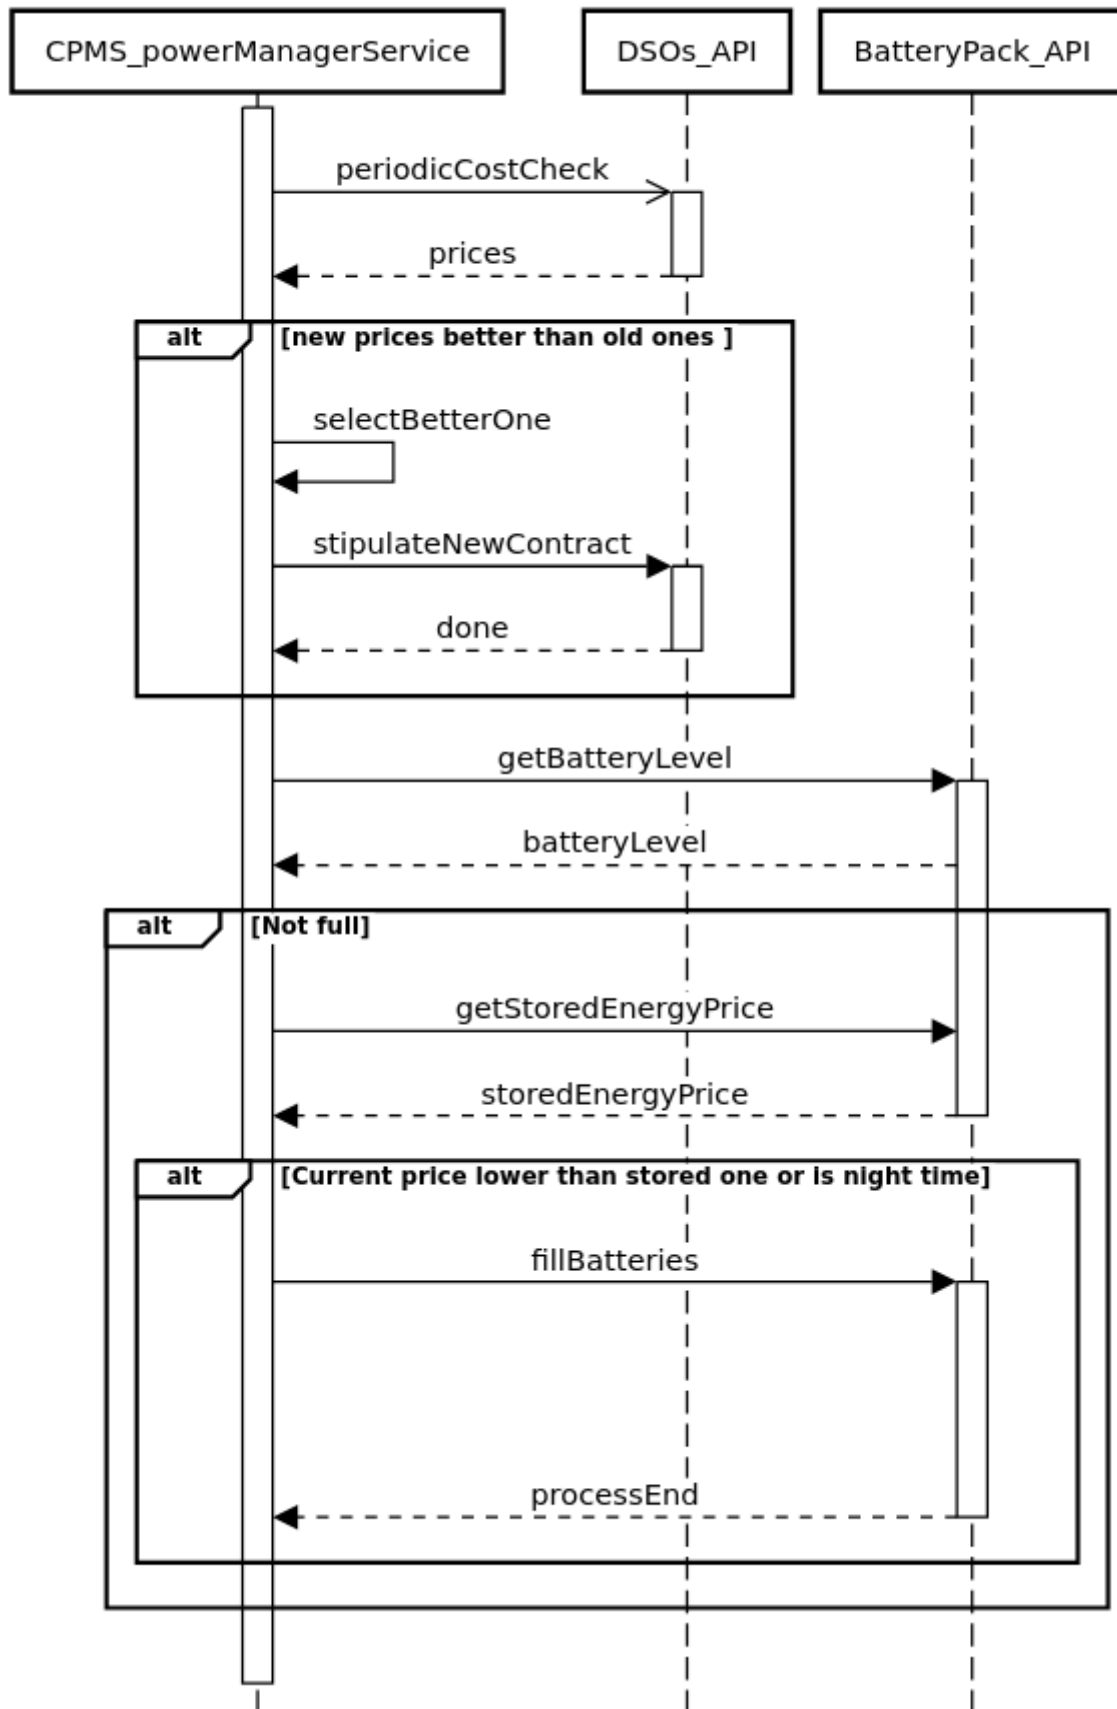 CPMS_powerManagerService
DSOs_API
BatteryPack_API
periodicCostCheck
prices
alt
[new prices better than old ones ]
selectBetterOne
stipulateNewContract
done
getBatteryLevel
batteryLevel
alt
[Not full]
getStoredEnergyPrice
storedEnergyPrice
alt
[Current price lower than stored one or is night time]
fillBatteries
processEnd